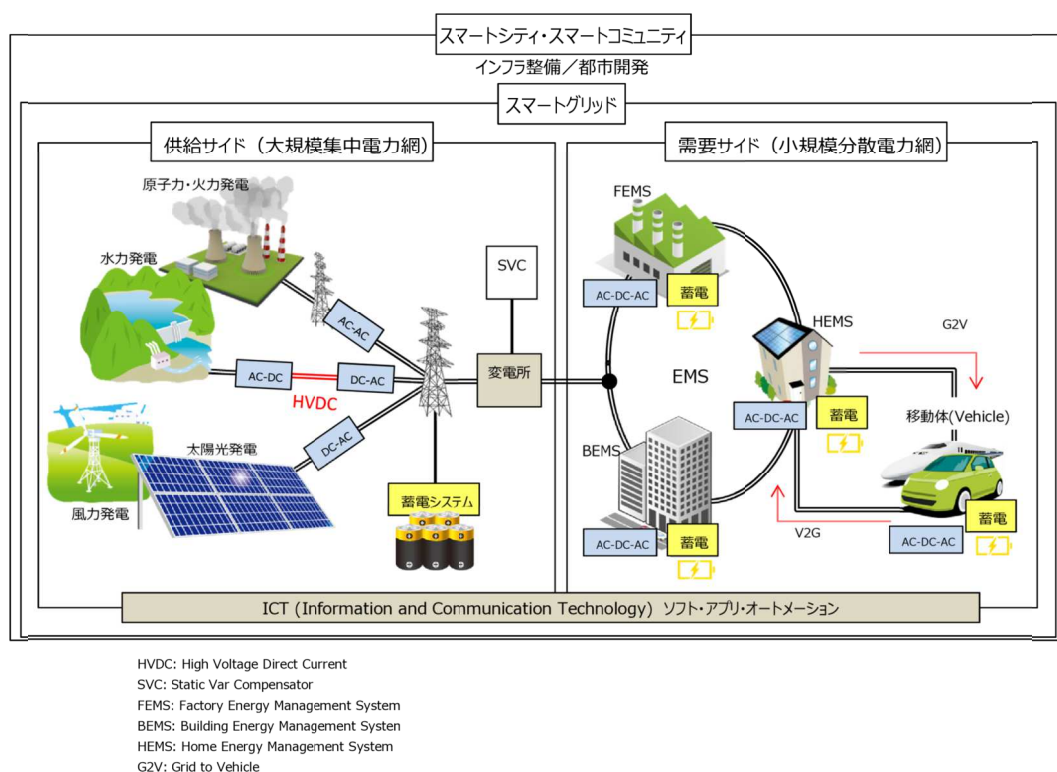 スマートシティ・スマートコミュニティ
インフラ整備／都市開発
スマートグリッド
供給サイド（大規模集中電力網）
需要サイド（小規模分散電力網）
原子力・火力発電
水力発電
AC-AC
AC-DC
HVDC
DC-AC
DC-AC
太陽光発電
風力発電
蓄電システム
SVC
変電所
FEMS
AC-DC-AC
蓄電
EMS
HEMS
AC-DC-AC
蓄電
G2V
移動体(Vehicle)
BEMS
AC-DC-AC
蓄電
V2G
AC-DC-AC
蓄電
ICT (Information and Communication Technology) ソフト・アプリ・オートメーション
HVDC: High Voltage Direct Current
SVC: Static Var Compensator
FEMS: Factory Energy Management System
BEMS: Building Energy Management Systen
HEMS: Home Energy Management System
G2V: Grid to Vehicle